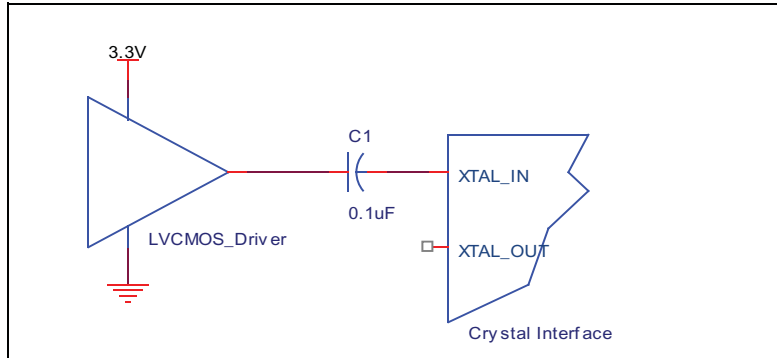 3.3V
C1
XTAL_IN
0.1uF
LVCMOS_Driver
XTAL_OUT
Crystal Interface